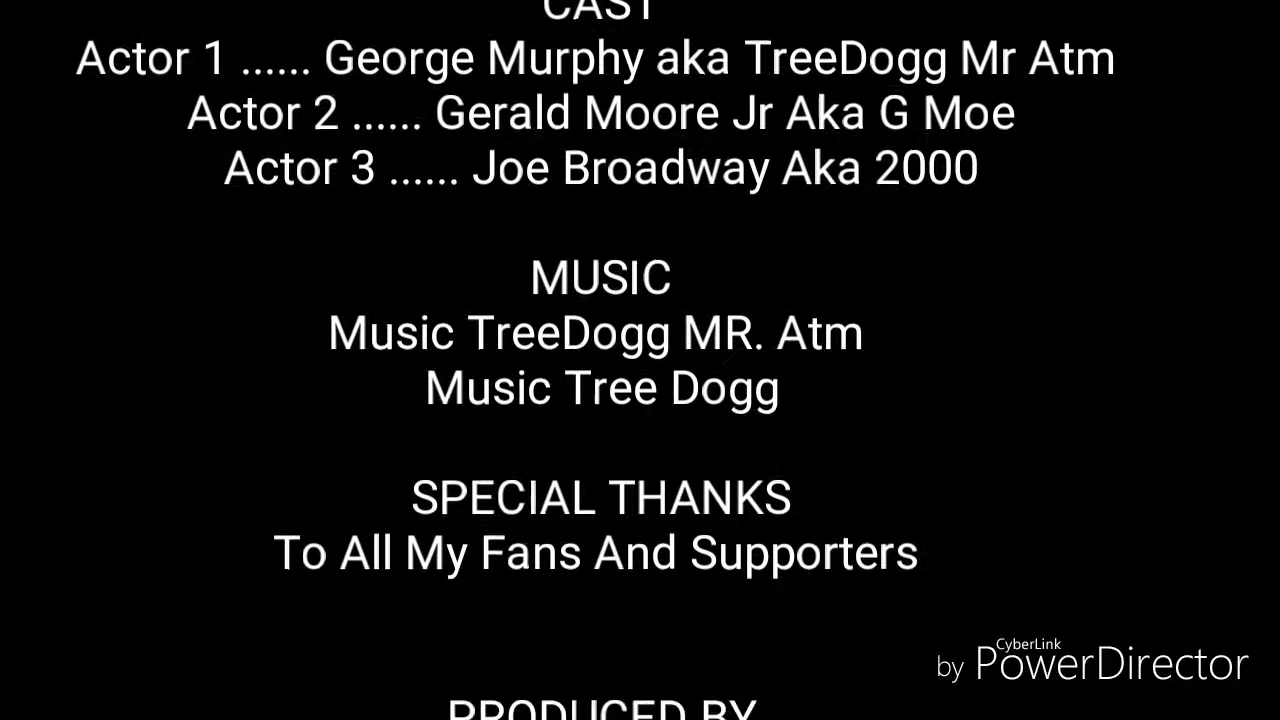 CAST
Actor 1 ...... George Murphy aka TreeDogg Mr Atm
Actor 2 ...... Gerald Moore Jr Aka G Moe
Actor 3 ...... Joe Broadway Aka 2000
MUSIC
Music TreeDogg MR. Atm
Music Tree Dogg
SPECIAL THANKS
To All My Fans And Supporters
CyberLink
by PowerDirector
PRODUCED BY